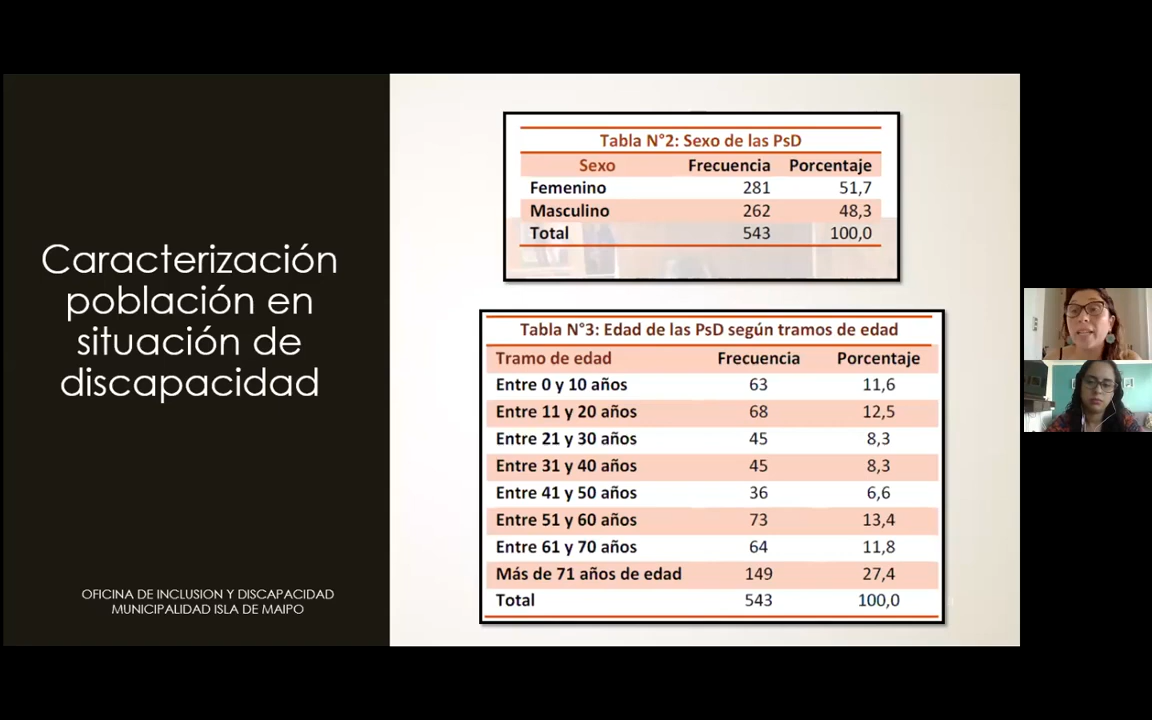 Caracterización
población en
situación de
discapacidad
OFICINA DE INCLUSION Y DISCAPACIDAD
MUNICIPALIDAD ISLA DE MAIPO
Tabla N°2: Sexo de las PsD
Sexo Frecuencia Porcentaje
Femenino 281 51,7
Masculino 262 48,3
Total 543 100,0
Tabla N°3: Edad de las PsD según tramos de edad
Tramo de edad Frecuencia Porcentaje
Entre 0 y 10 años 63 11,6
Entre 11 y 20 años 68 12,5
Entre 21 y 30 años 45 8,3
Entre 31 y 40 años 45 8,3
Entre 41 y 50 años 36 6,6
Entre 51 y 60 años 73 13,4
Entre 61 y 70 años 64 11,8
Más de 71 años de edad 149 27,4
Total 543 100,0